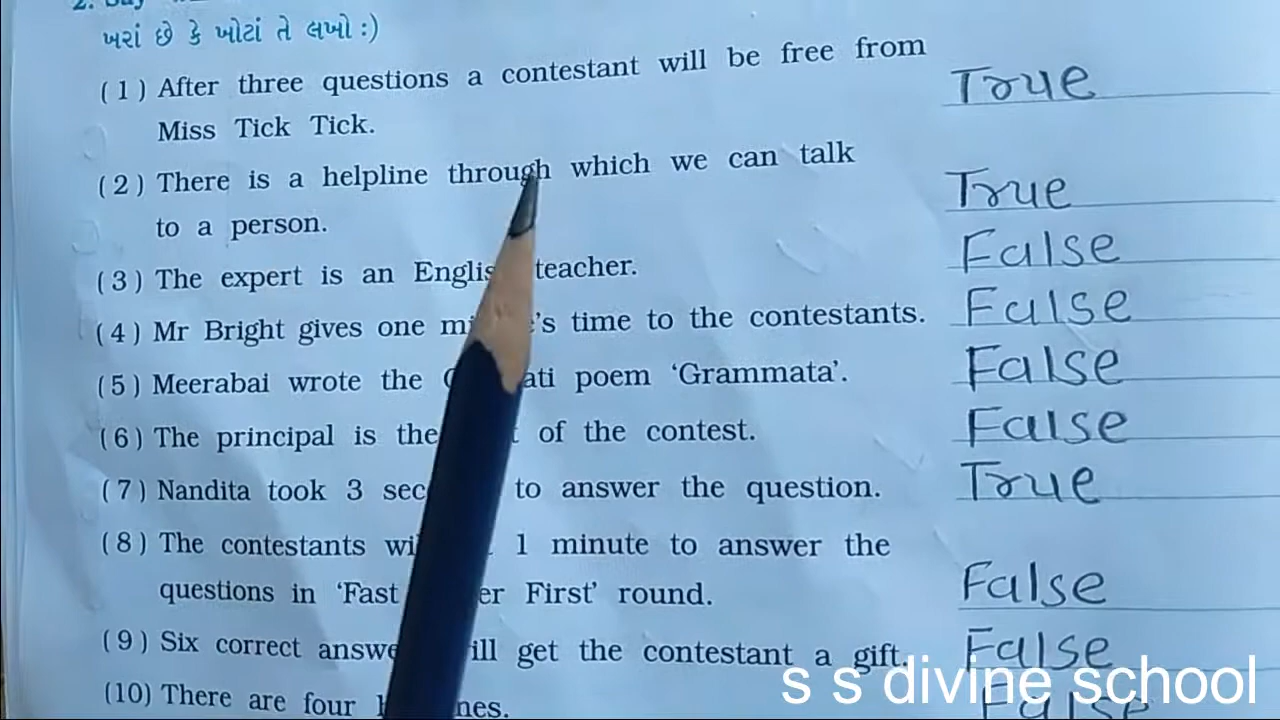 2. Say
ખરાં છે કે ખોટાં તે લખો :)
(1) After three questions a contestant will be free from True
Miss Tick Tick.
(2) There is a helpline through which we can talk True
to a person.
(3) The expert is an teacher. False
(4) Mr Bright gives one time to the contestants. False
(5) Meerabai wrote the poem ‘Grammata’. False
(6) The principal is the of the contest. False
(7) Nandita took 3 to answer the question. True
(8) The contestants 1 minute to answer the
questions in ‘Fast First’ round. False
(9) Six correct get the contestant a gift. False
(10) There are four False
s s divine school